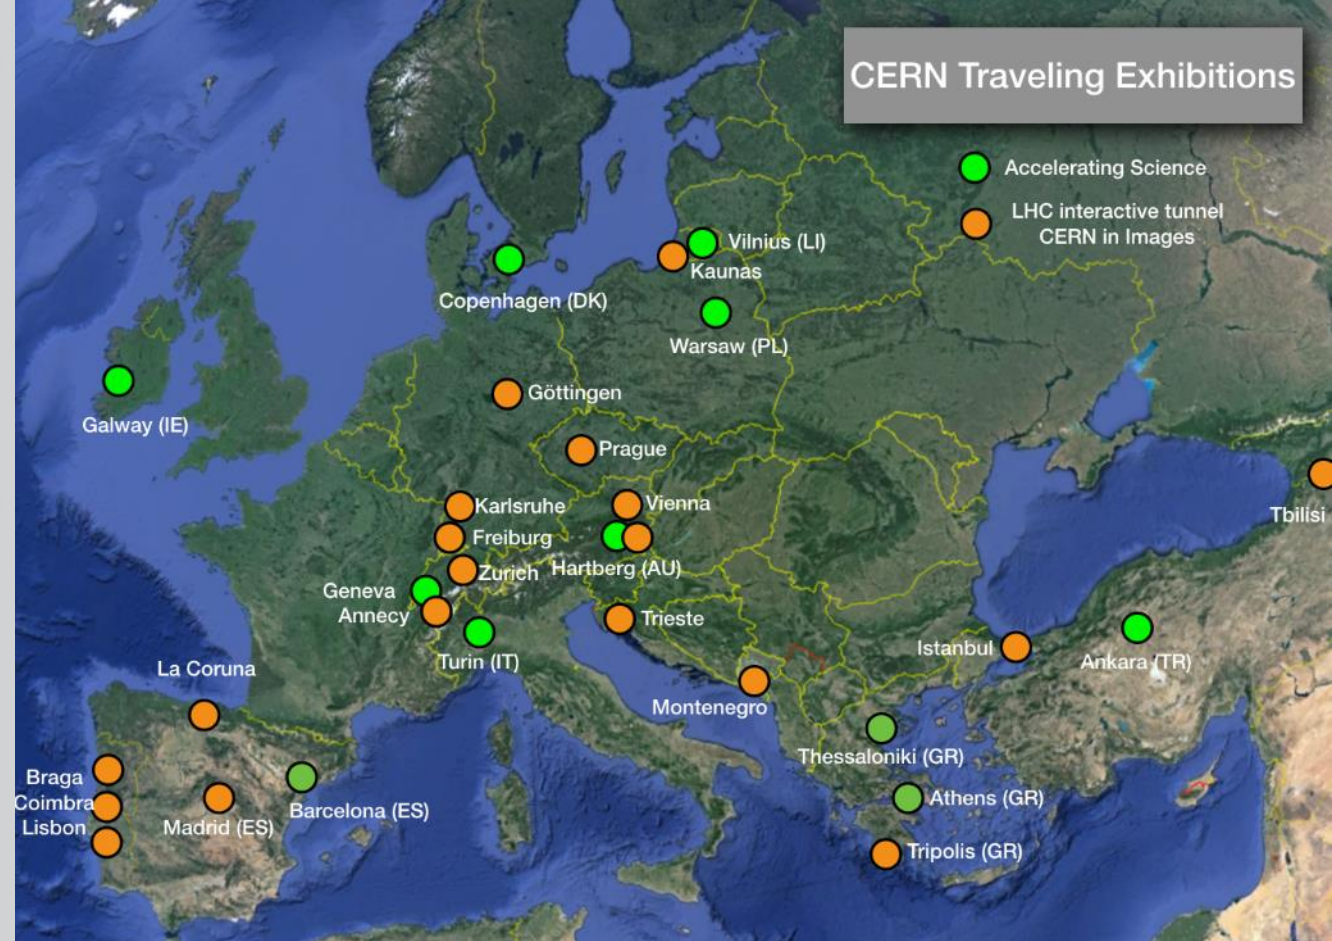 CERN Traveling Exhibitions
Accelerating Science
LHC interactive tunnel
CERN in Images
Vilnius (LI)
Kaunas
Copenhagen (DK)
Warsaw (PL)
Göttingen
Galway (IE)
Prague
Karlsruhe
Vienna
Freiburg
Tbilisi
Zurich
Hartberg (AU)
Geneva
Annecy
Trieste
Istanbul
Ankara (TR)
Turin (IT)
La Coruna
Montenegro
Thessaloniki (GR)
Braga
Coimbra
Lisbon
Madrid (ES)
Barcelona (ES)
Athens (GR)
Tripolis (GR)